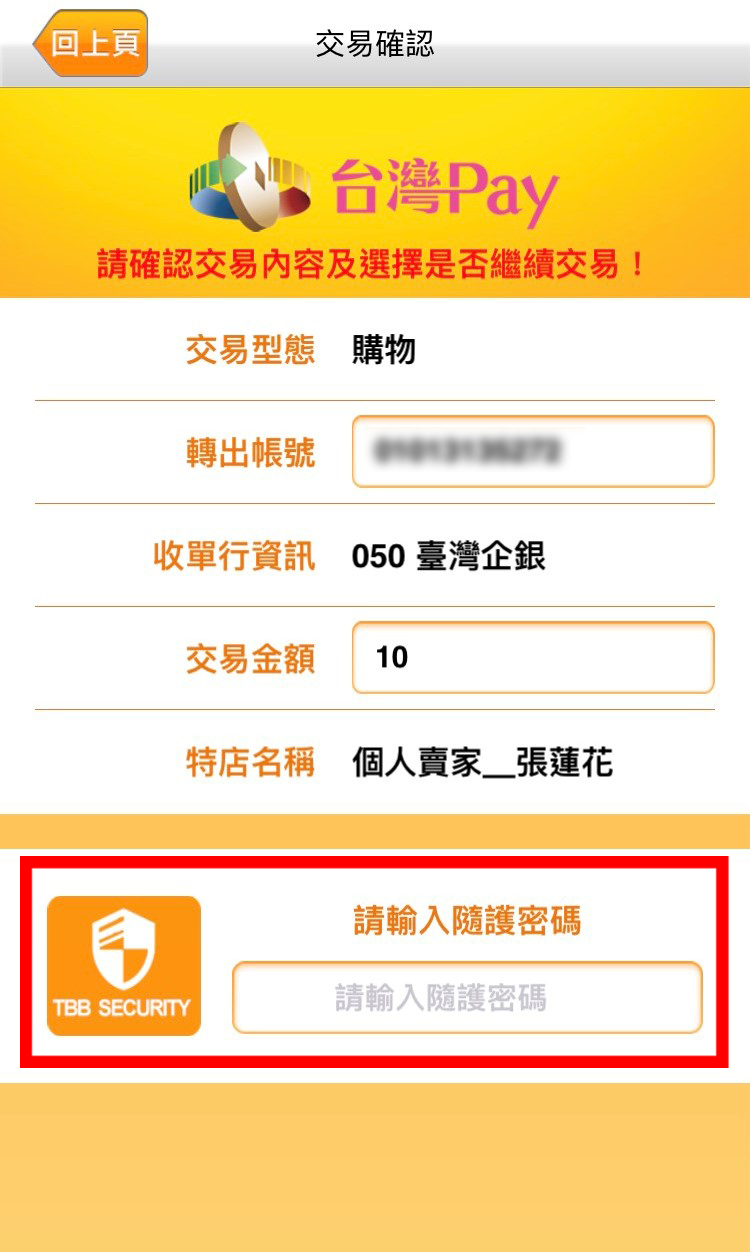 回上頁
交易確認
台灣Pay
請確認交易內容及選擇是否繼續交易！
交易型態 購物
轉出帳號
收單行資訊 050 臺灣企銀
交易金額 10
特店名稱 個人賣家__張蓮花
請輸入隨護密碼
TBB SECURITY
請輸入隨護密碼